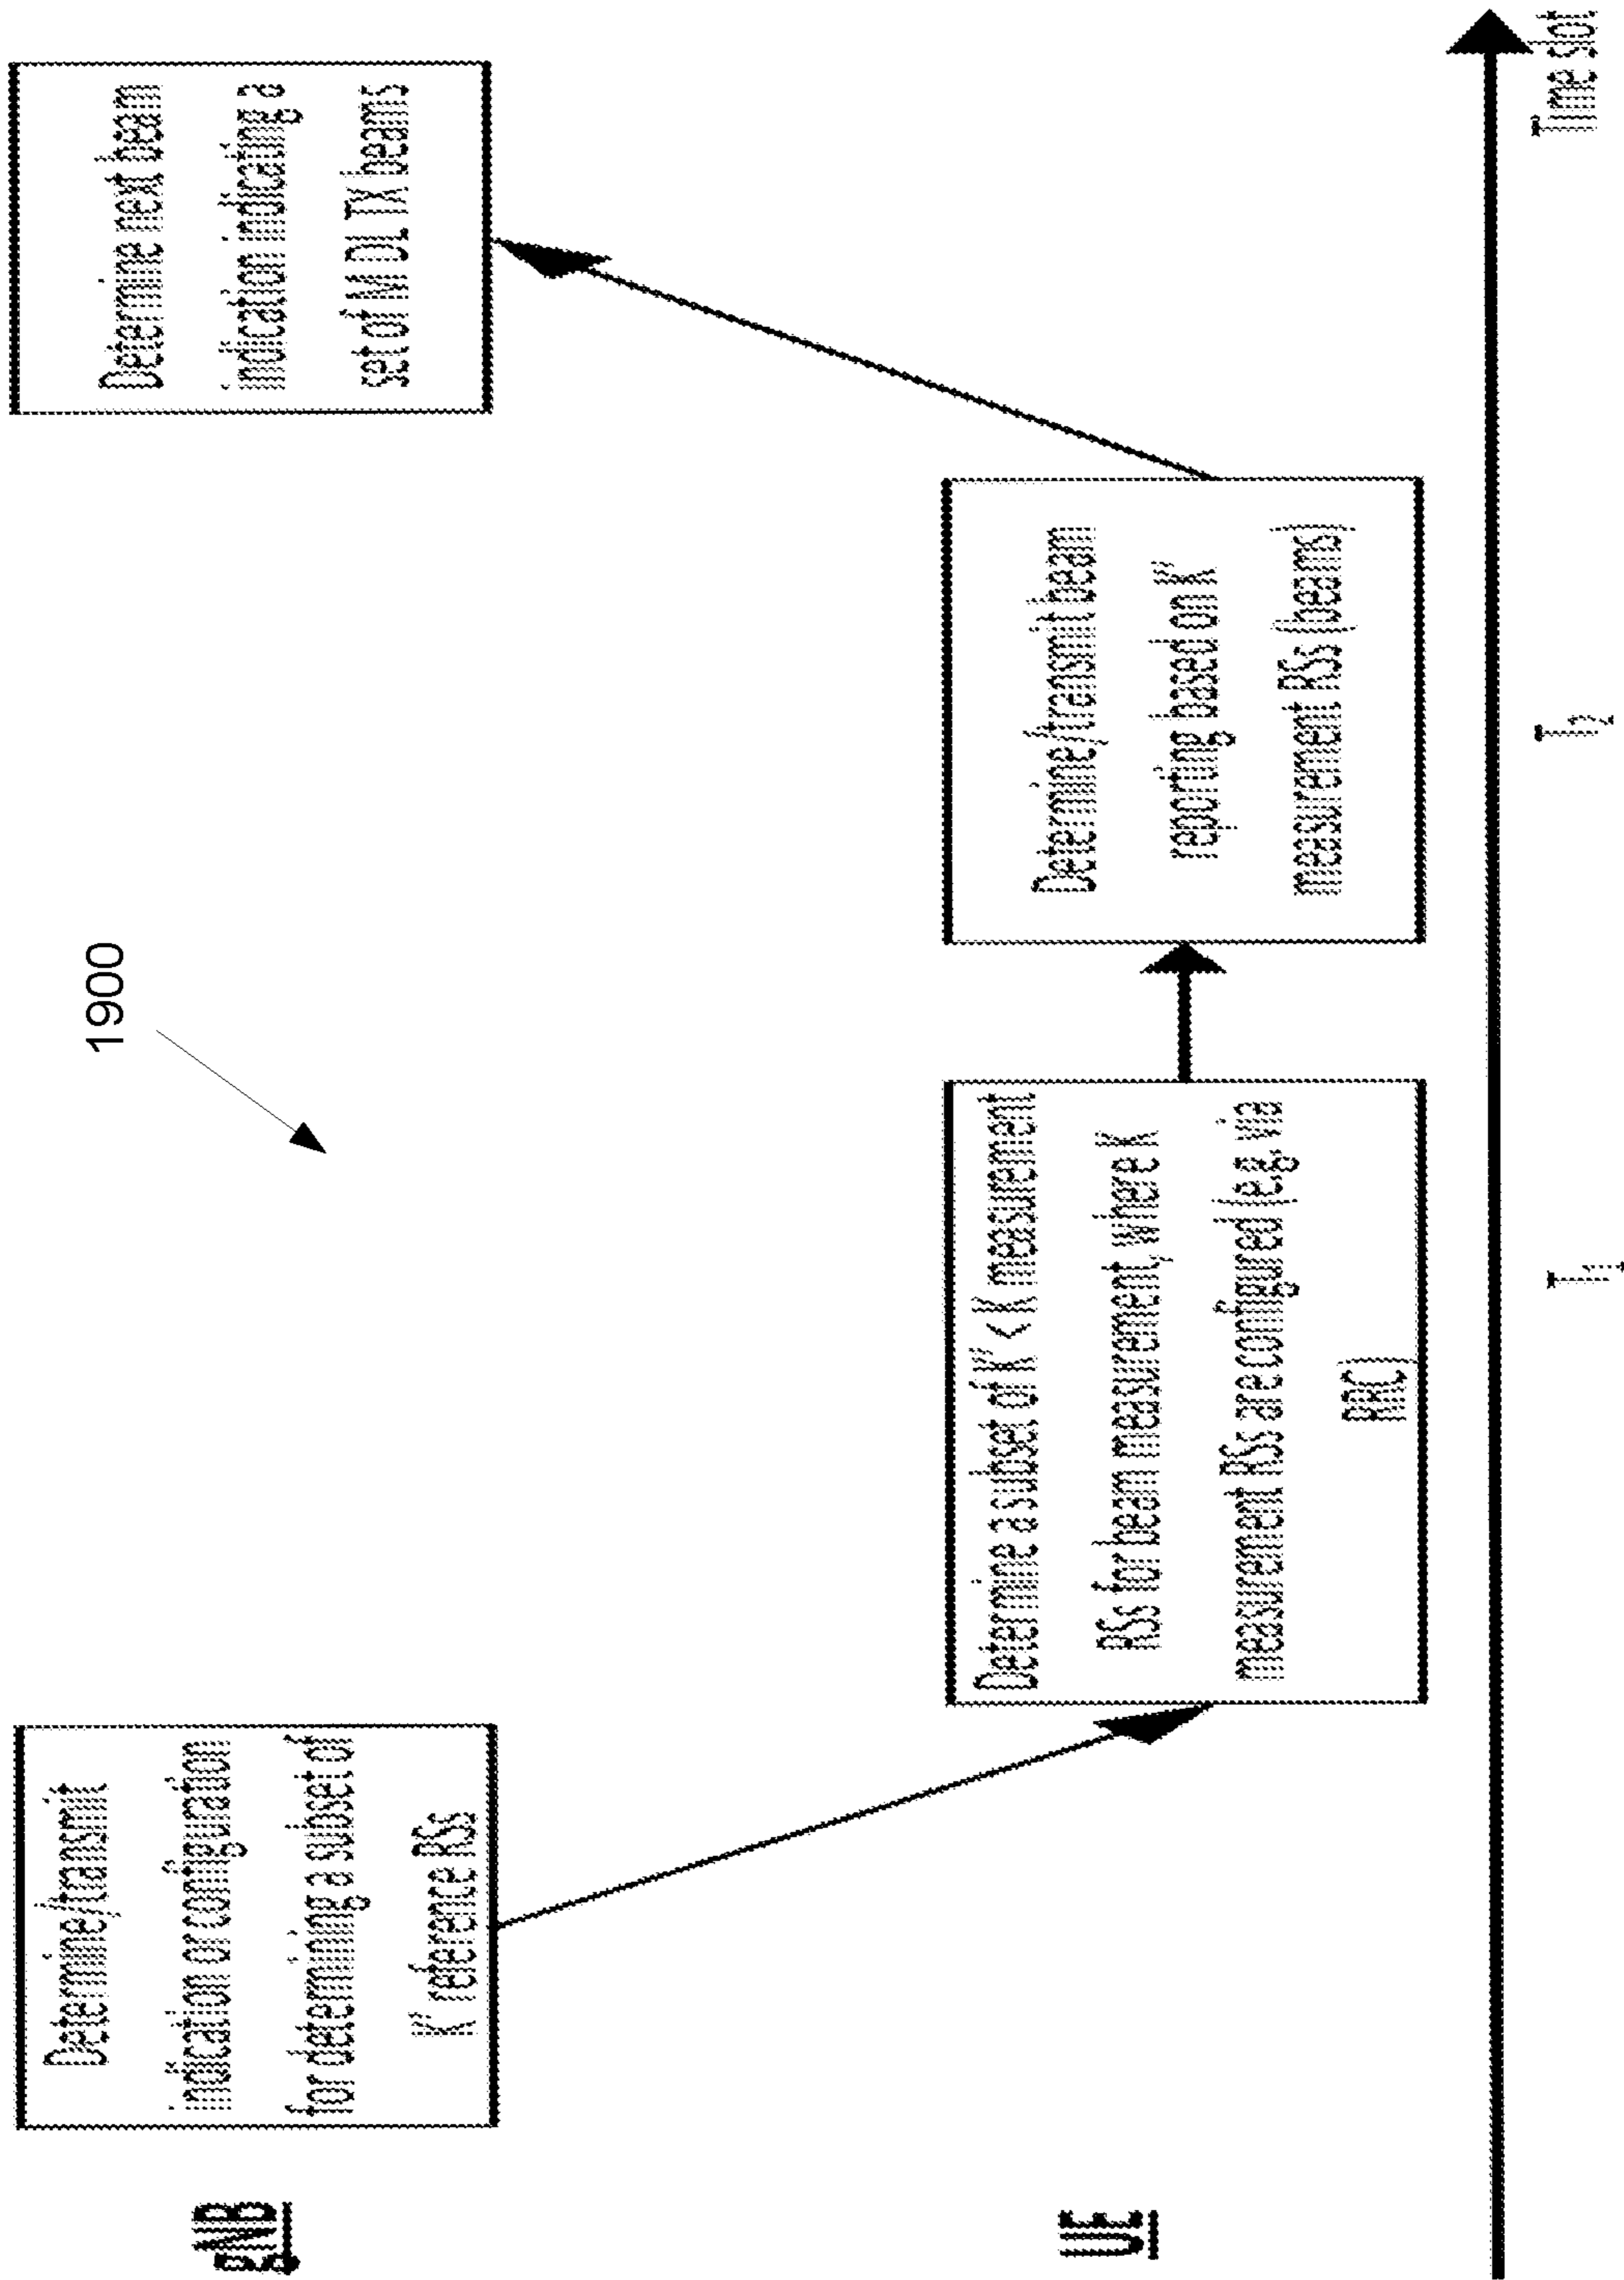 1900
gNB
Determine/transmit
indication or configuration
for determining a subset of
K'' reference RSs
Determine next beam
indication indicating a
set of M DL TX beams
UE
Determine a subset of K'' < K measurement
RSs for beam measurement, where K
measurement RSs are configured (e.g, via
RRC)
Determine/transmit beam
reporting based on K''
measurement RSs (beams)
T1
T2
Time slot